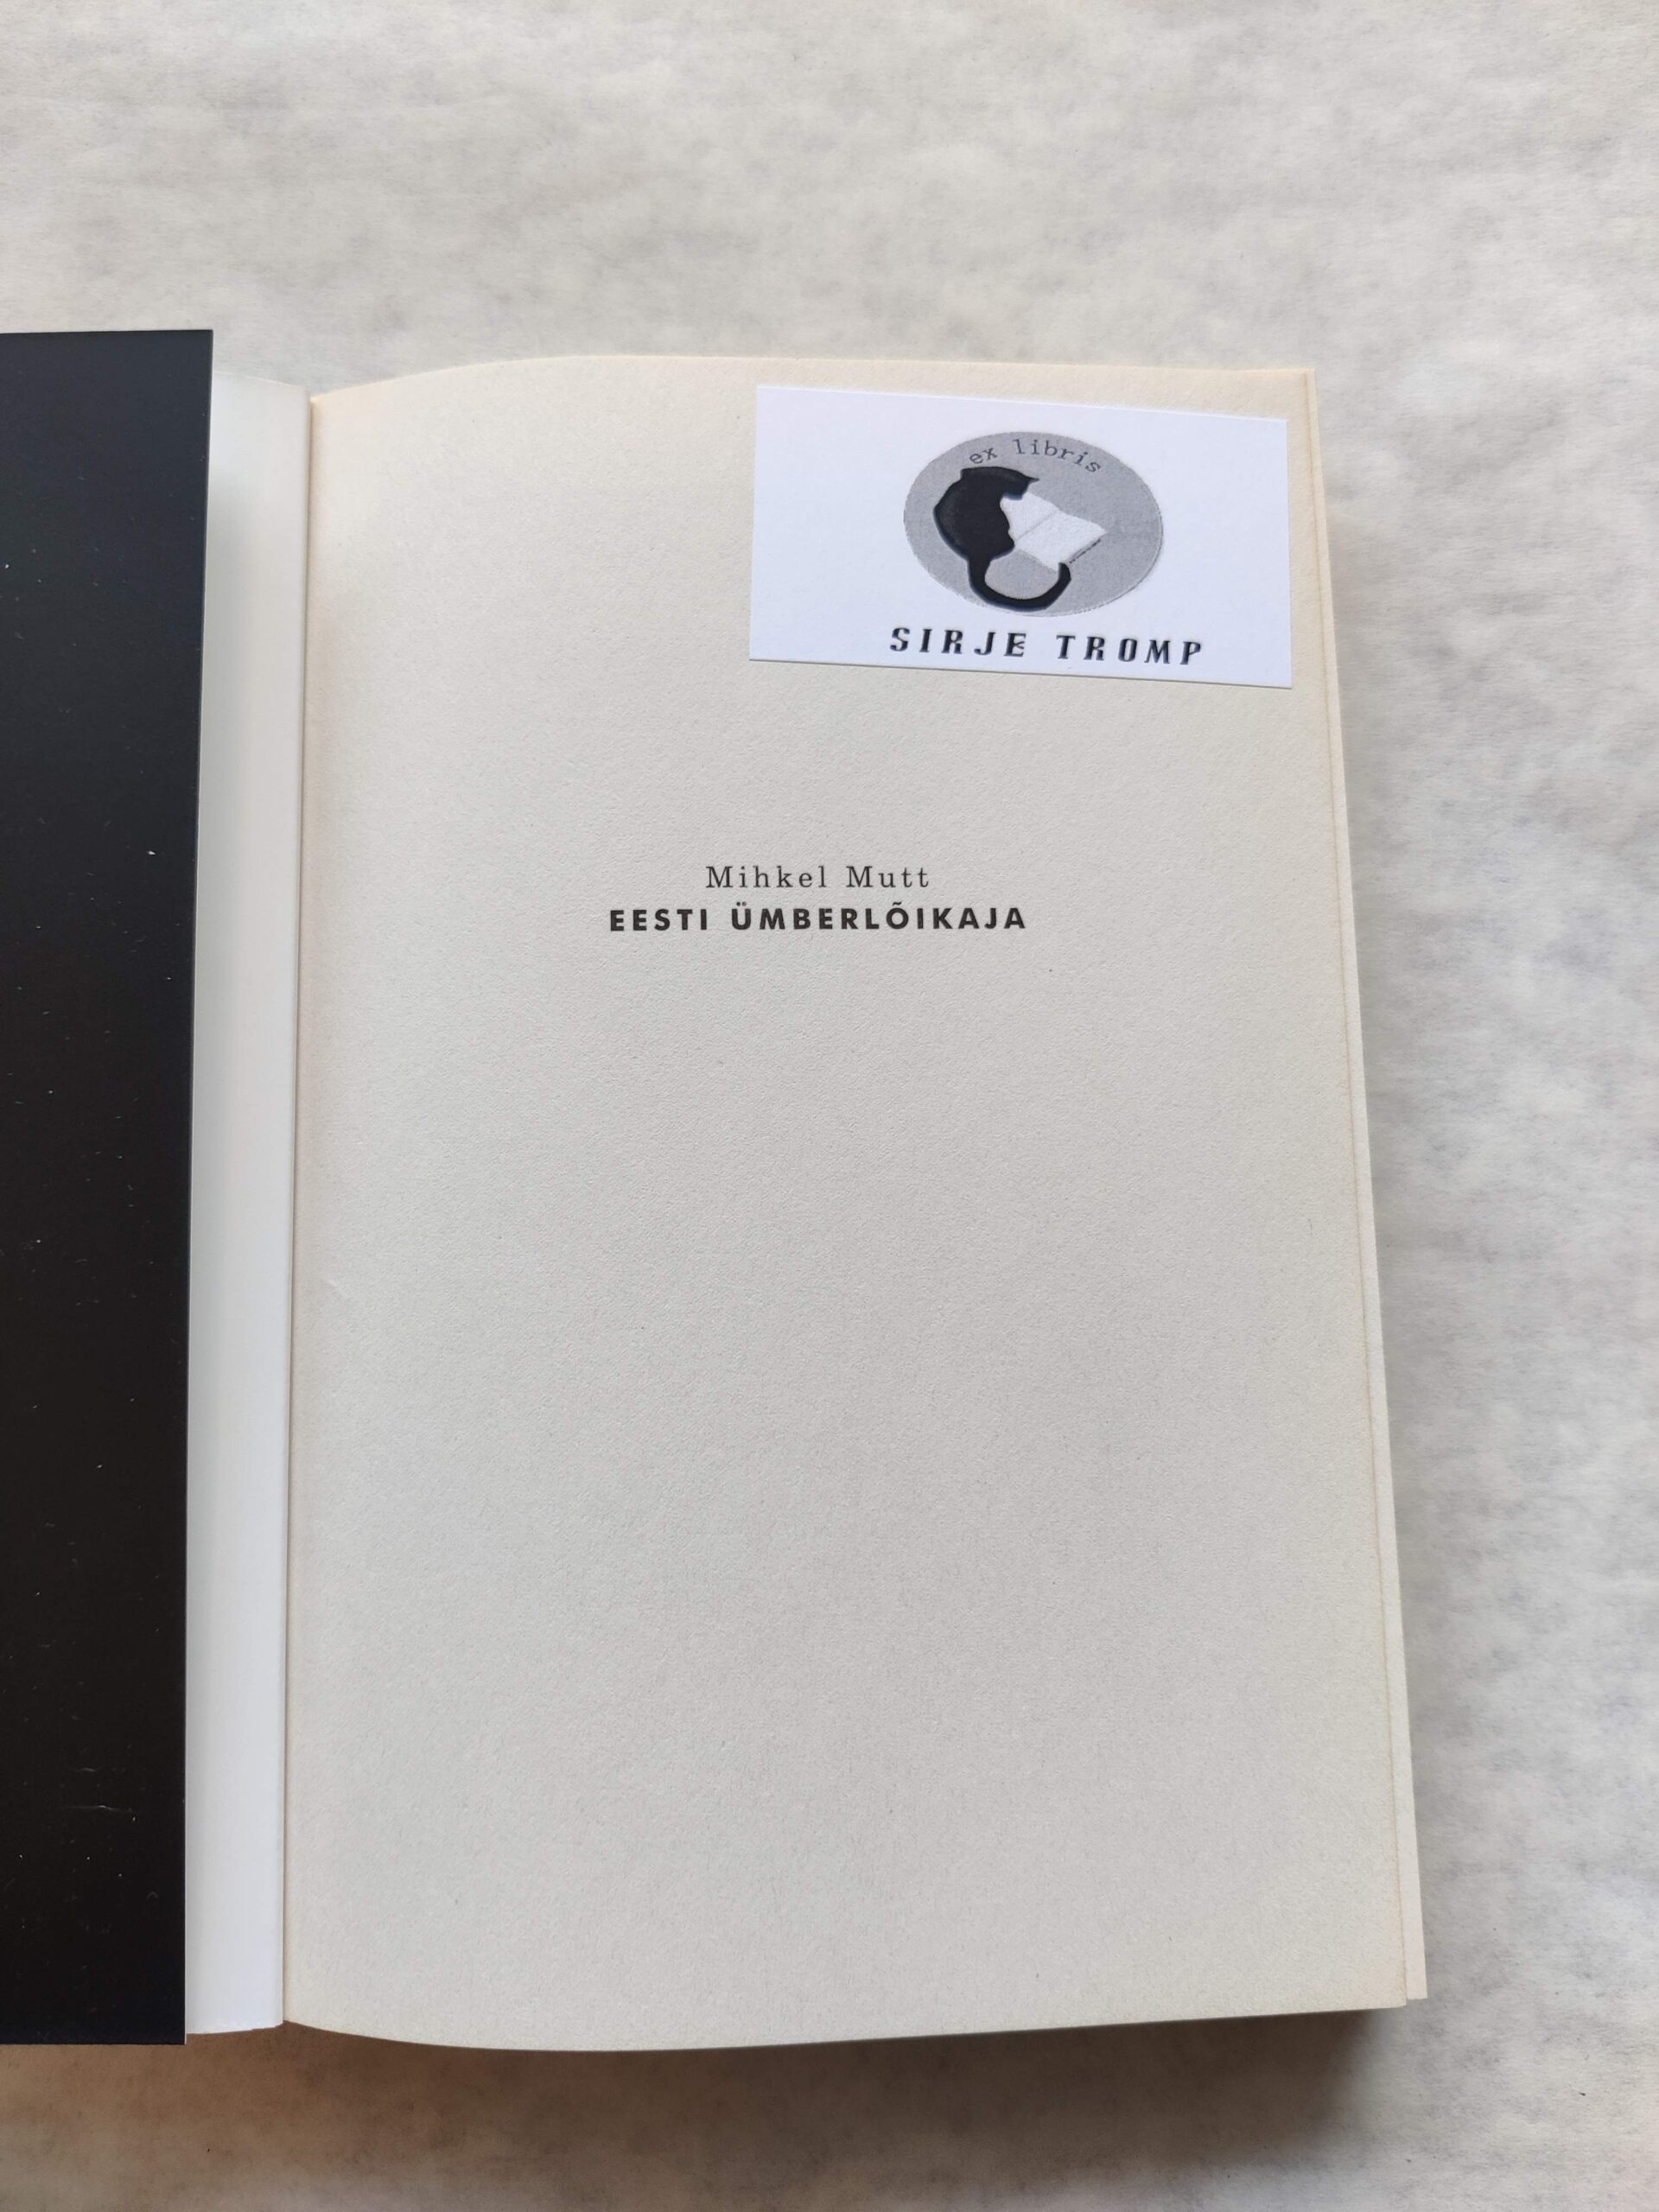 ex libris
SIRJE TROMP
Mihkel Mutt
EESTI ÜMBERLÕIKAJA